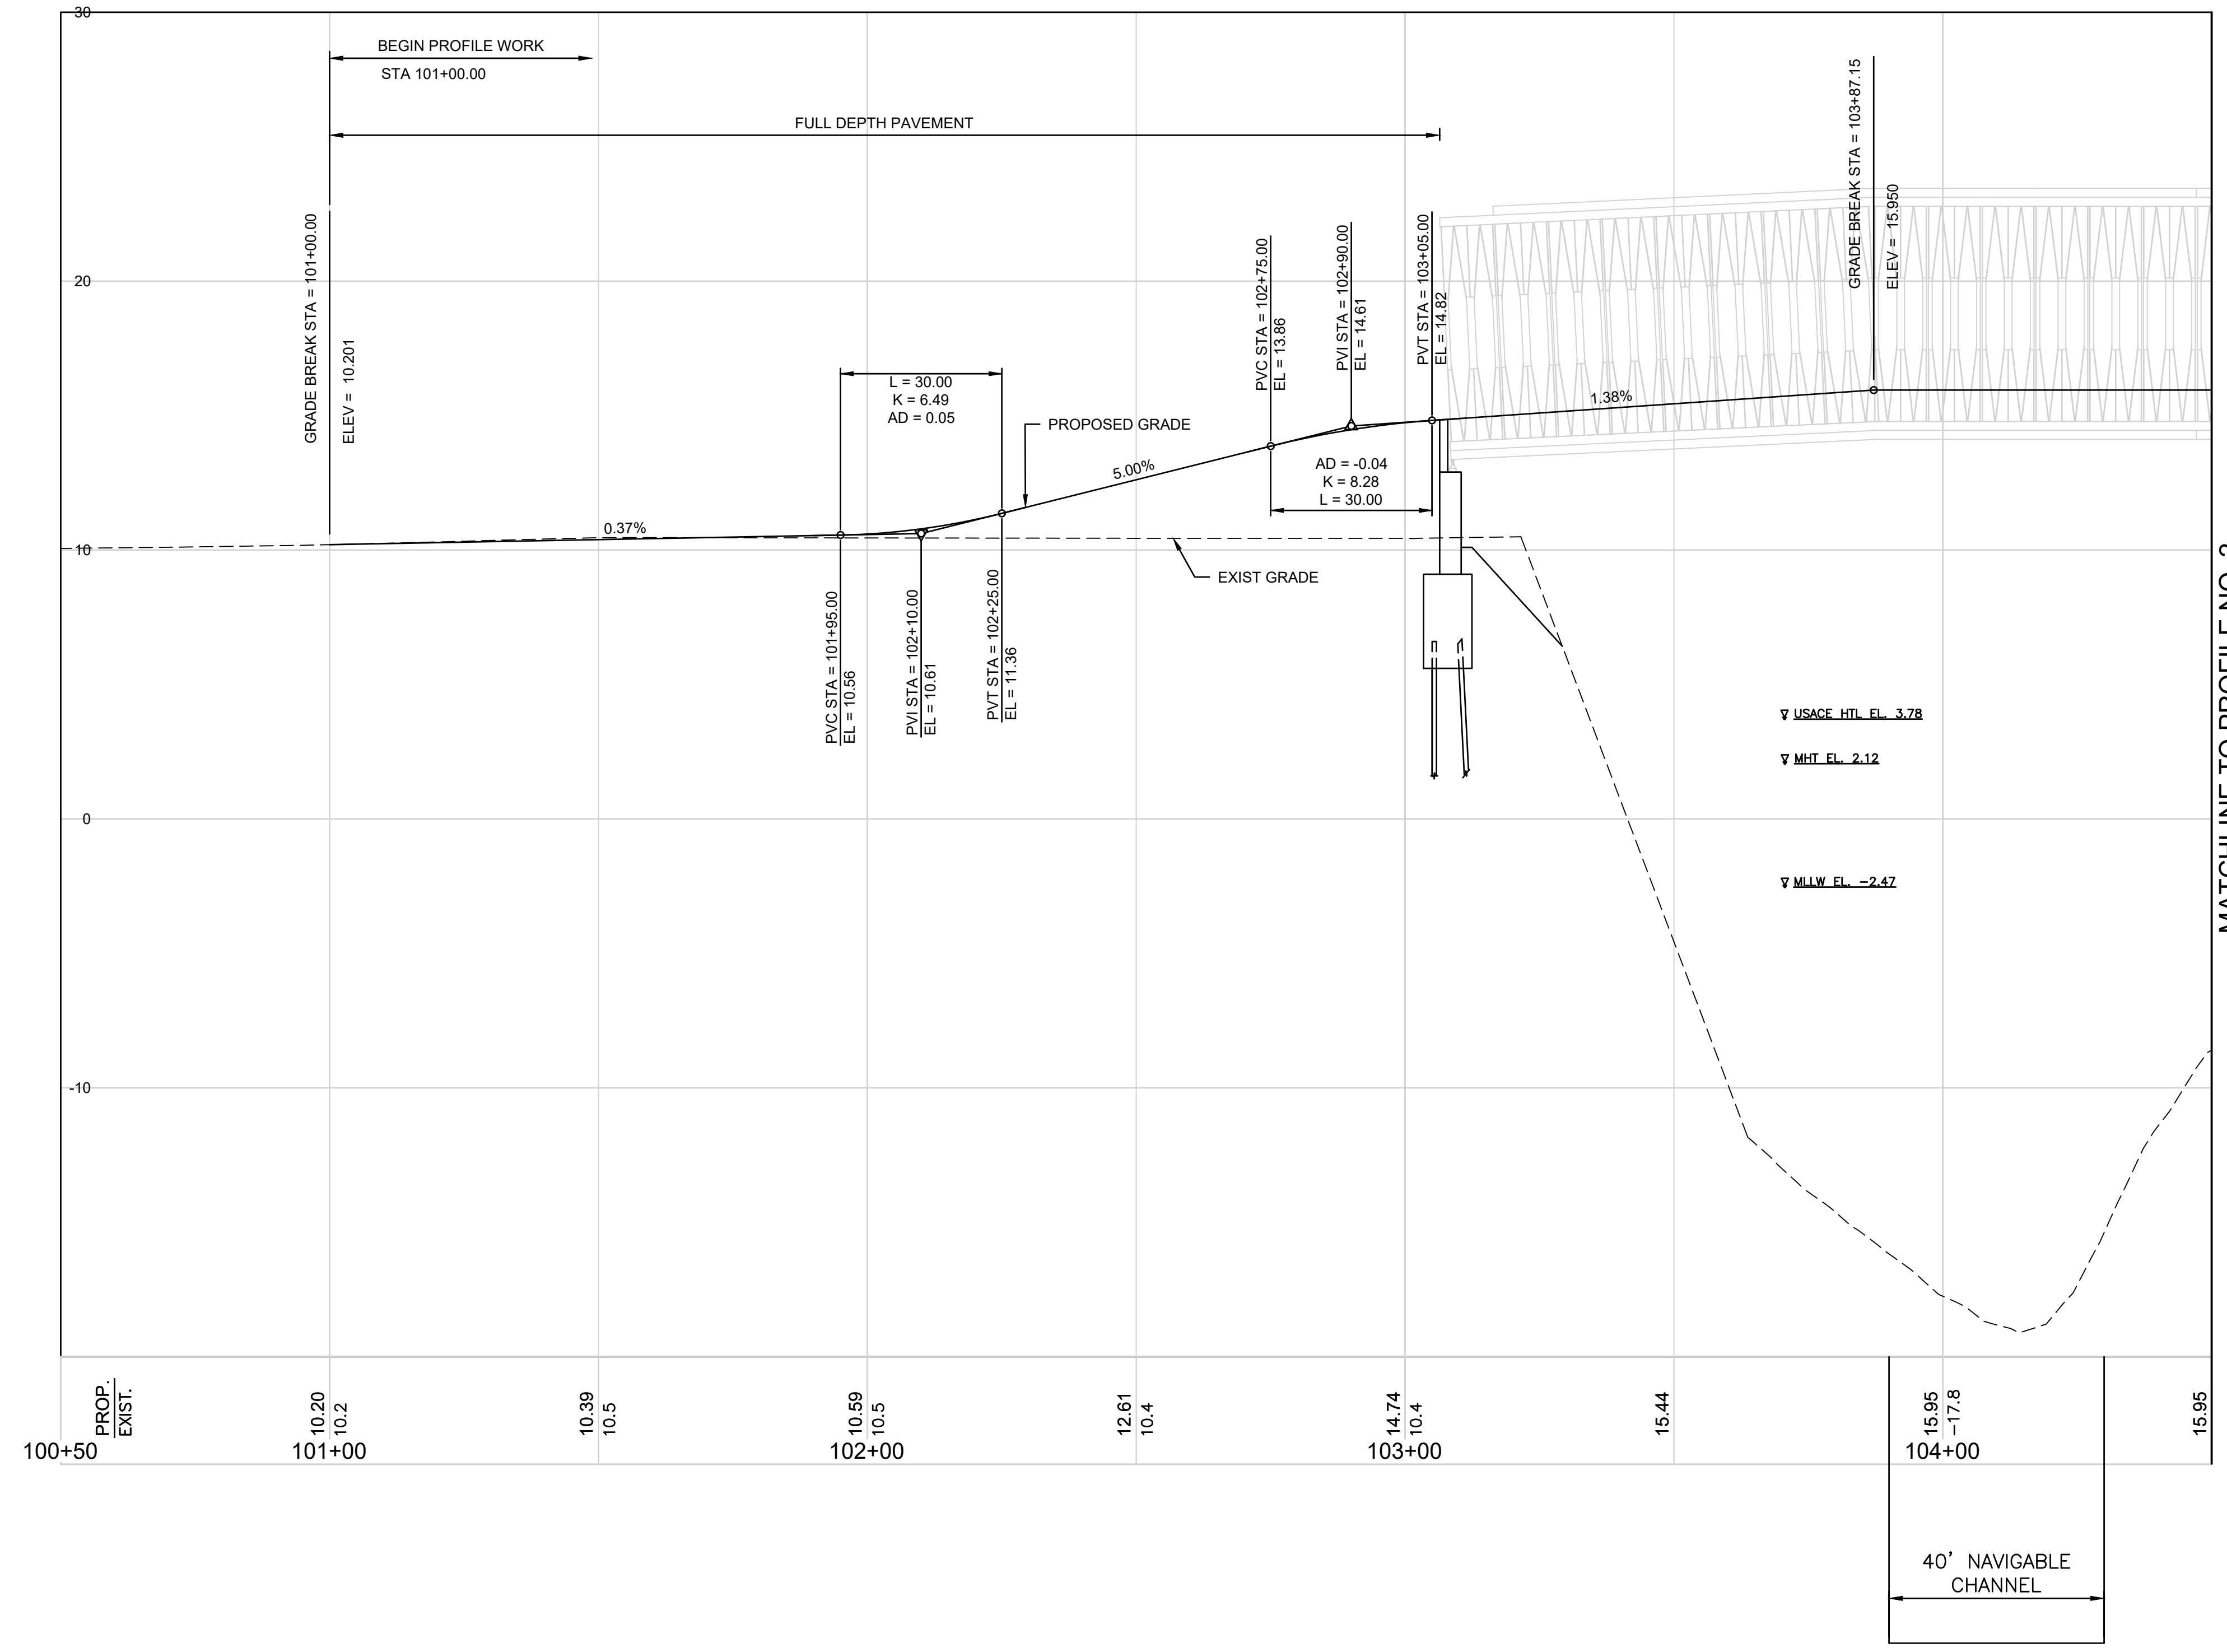 30
BEGIN PROFILE WORK
STA 101+00.00
FULL DEPTH PAVEMENT
GRADE BREAK STA = 103+87.15
ELEV = 15.950
GRADE BREAK STA = 101+00.00
ELEV = 10.201
20
PVC STA = 102+75.00
EL = 13.86
PVI STA = 102+90.00
EL = 14.61
PVT STA = 103+05.00
EL = 14.82
L = 30.00
K = 6.49
AD = 0.05
PROPOSED GRADE
1.38%
5.00%
AD = -0.04
K = 8.28
L = 30.00
0.37%
10
EXIST GRADE
PVC STA = 101+95.00
EL = 10.56
PVI STA = 102+10.00
EL = 10.61
PVT STA = 102+25.00
EL = 11.36
USACE HTL EL. 3.78
MHT EL. 2.12
0
MLLW EL. -2.47
-10
PROP.
EXIST.
10.20
10.2
10.39
10.5
10.59
10.5
12.61
10.4
14.74
10.4
15.44
15.95
-17.8
15.95
100+50
101+00
102+00
103+00
104+00
40' NAVIGABLE
CHANNEL